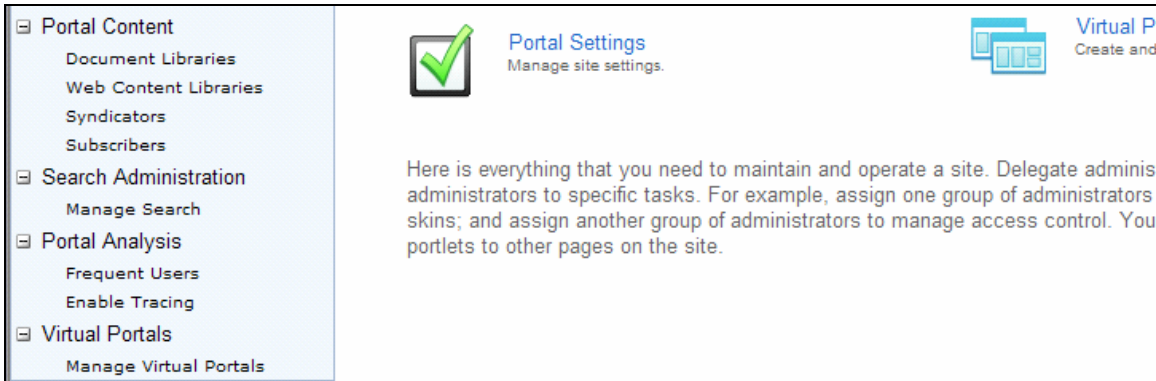 Portal Content
Document Libraries
Web Content Libraries
Syndicators
Subscribers
Search Administration
Manage Search
Portal Analysis
Frequent Users
Enable Tracing
Virtual Portals
Manage Virtual Portals
Portal Settings
Manage site settings.
Virtual P
Create and
Here is everything that you need to maintain and operate a site. Delegate adminis
administrators to specific tasks. For example, assign one group of administrators
skins; and assign another group of administrators to manage access control. You
portlets to other pages on the site.